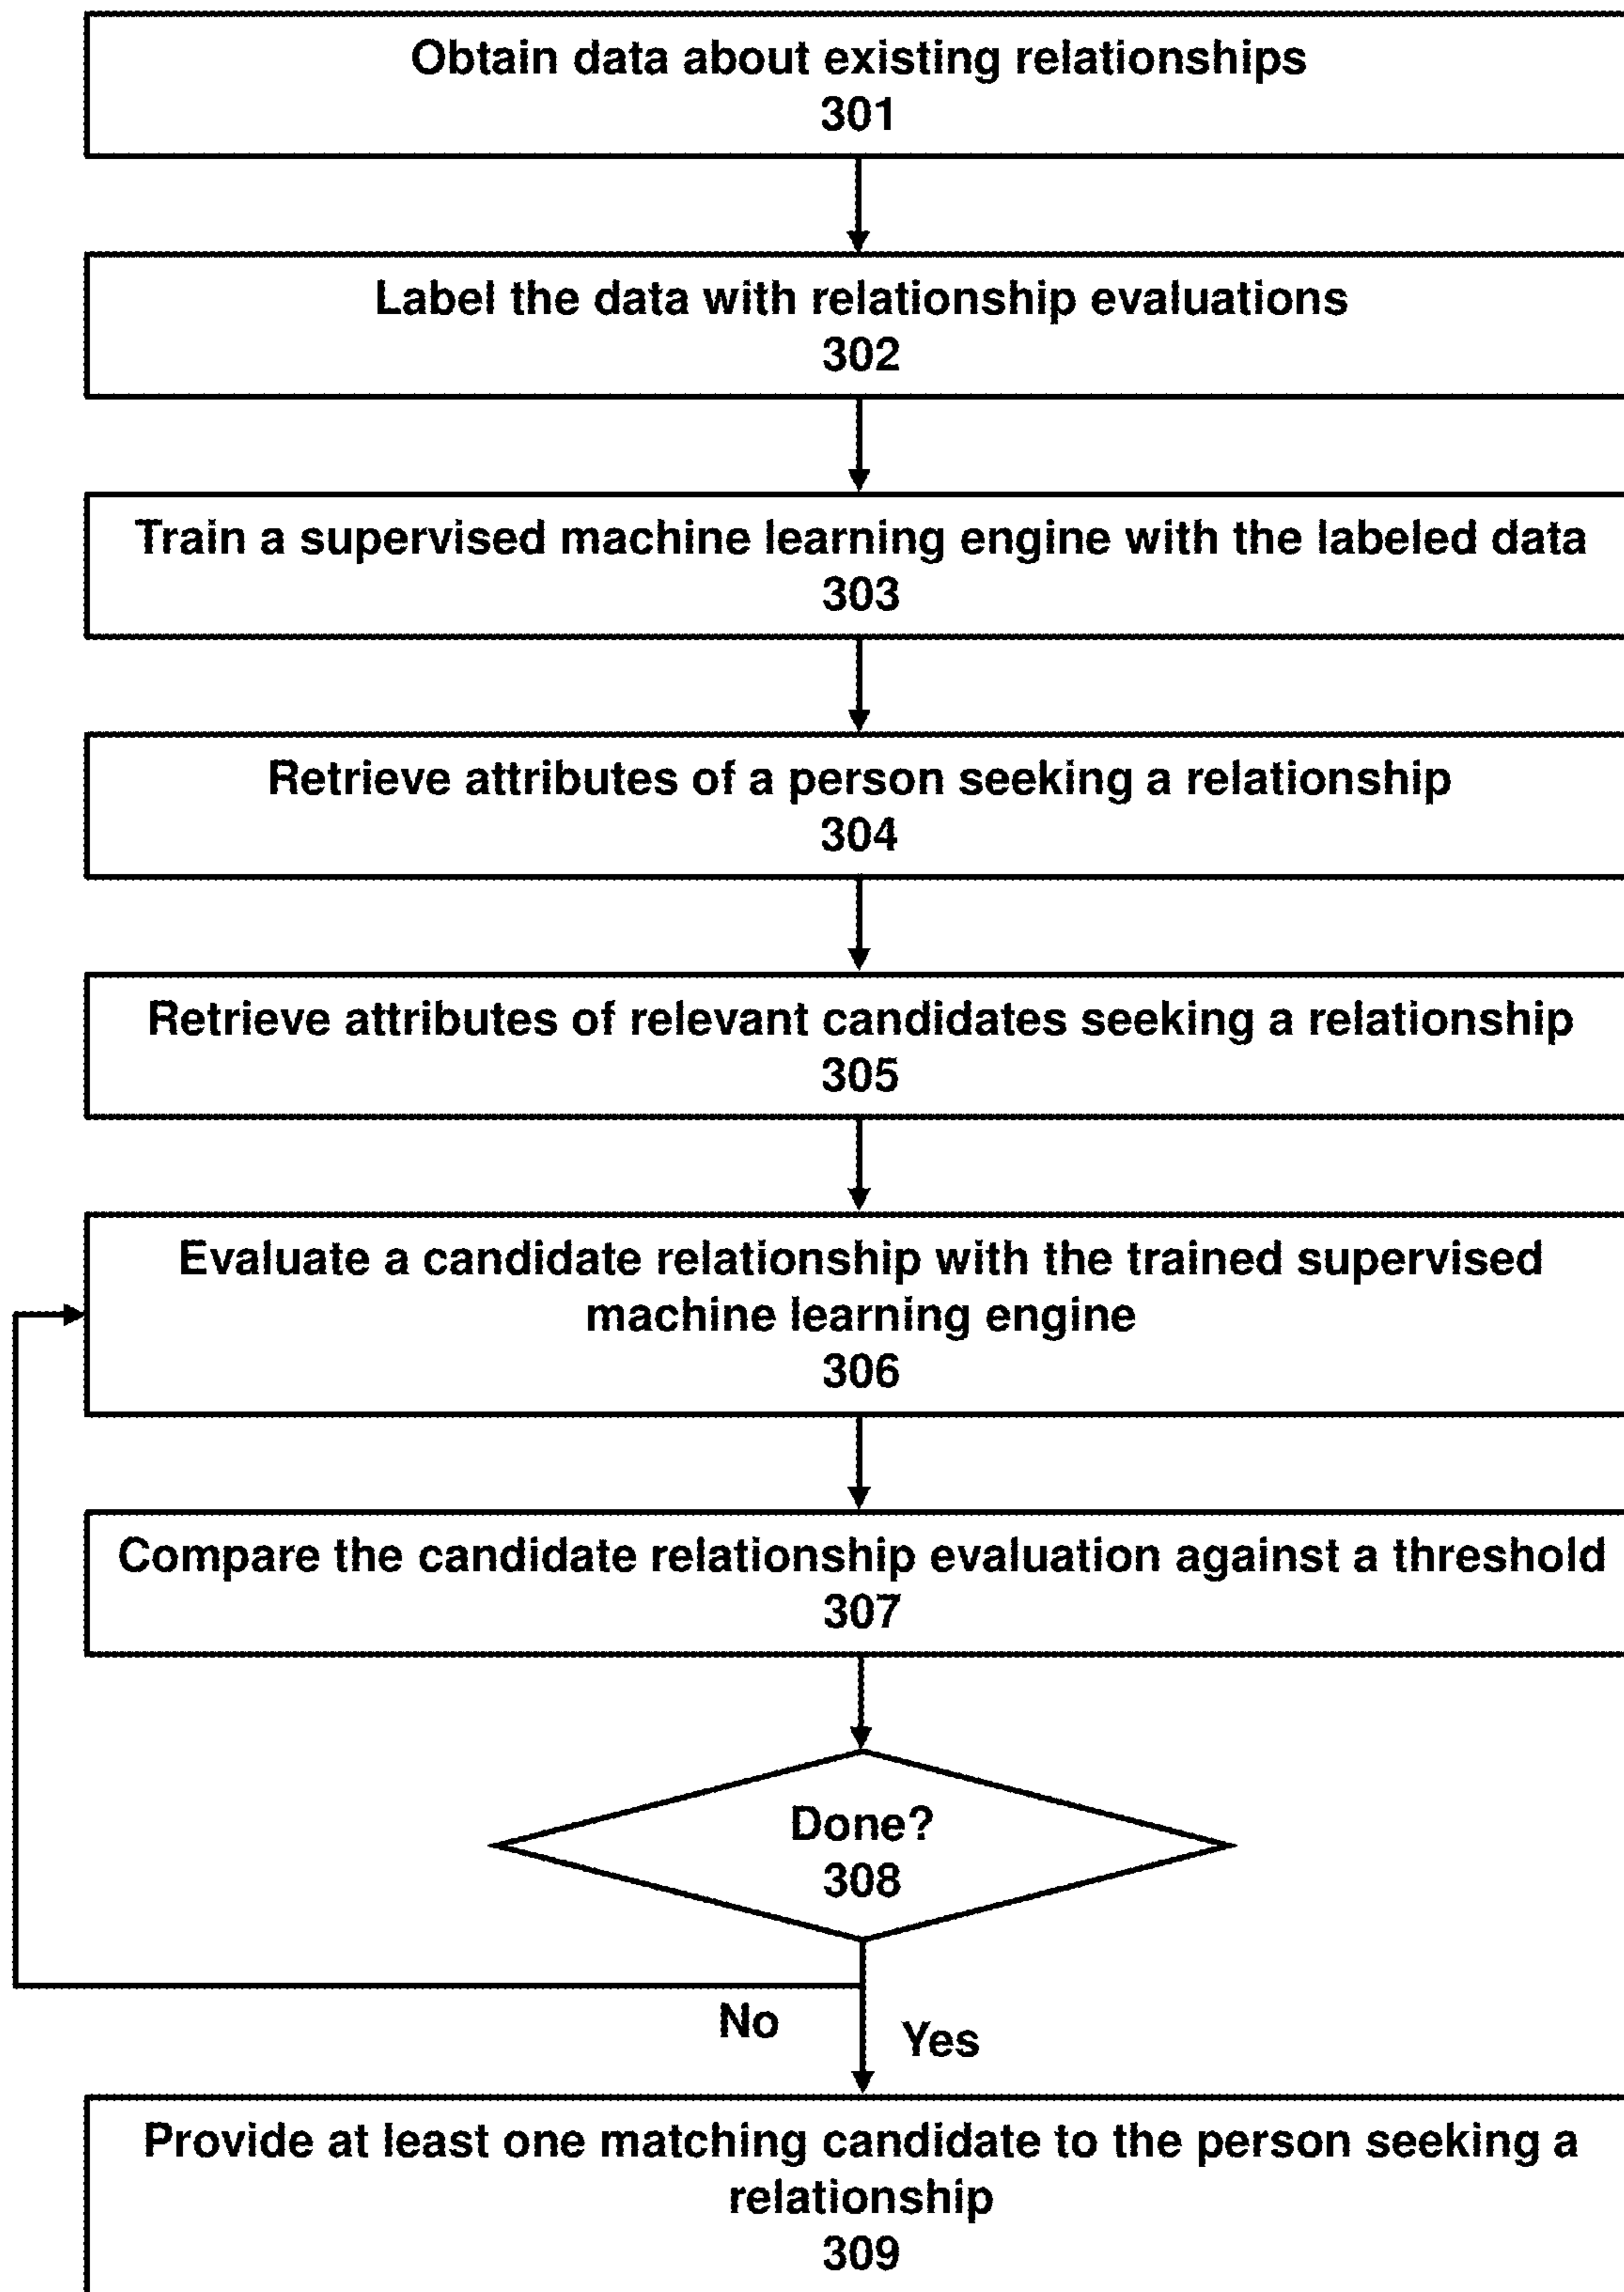 Obtain data about existing relationships
301
Label the data with relationship evaluations
302
Train a supervised machine learning engine with the labeled data
303
Retrieve attributes of a person seeking a relationship
304
Retrieve attributes of relevant candidates seeking a relationship
305
Evaluate a candidate relationship with the trained supervised
machine learning engine
306
Compare the candidate relationship evaluation against a threshold
307
Done?
308
No
Yes
Provide at least one matching candidate to the person seeking a
relationship
309